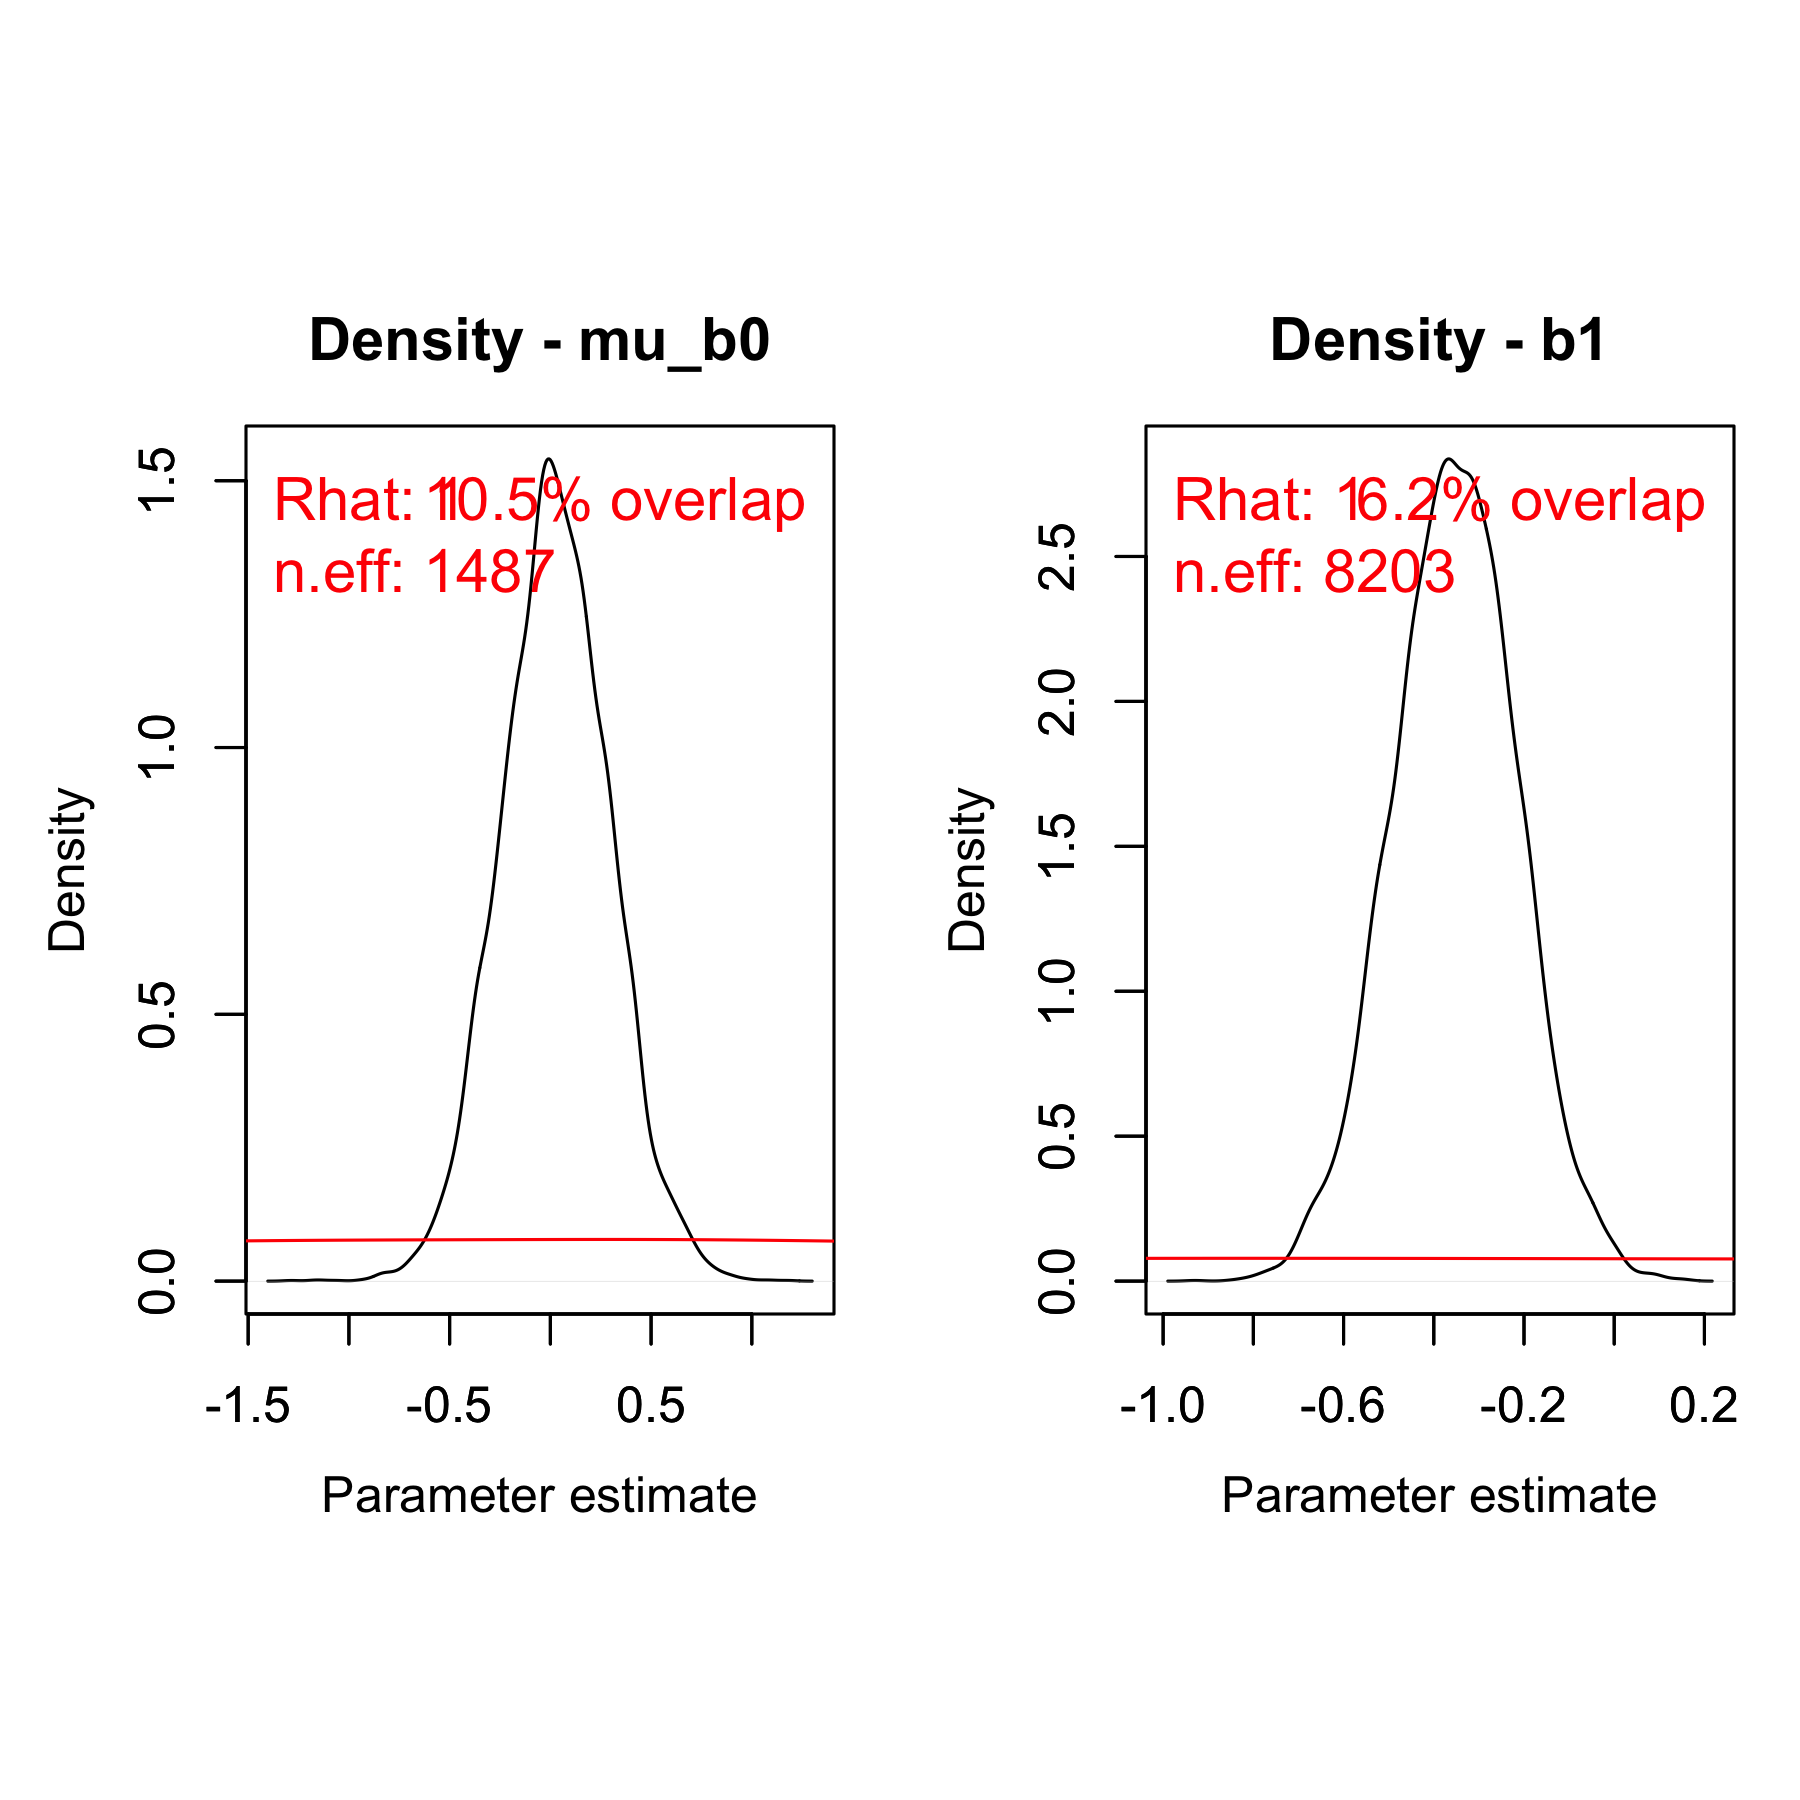 Density - mu_b0
Rhat: 110.5% overlap
n.eff: 1487
1.5
1.0
0.5
0.0
Density
-1.5 -0.5 0.5
Parameter estimate
Density - b1
Rhat: 16.2% overlap
n.eff: 8203
2.5
2.0
1.5
1.0
0.5
0.0
Density
-1.0 -0.6 -0.2 0.2
Parameter estimate